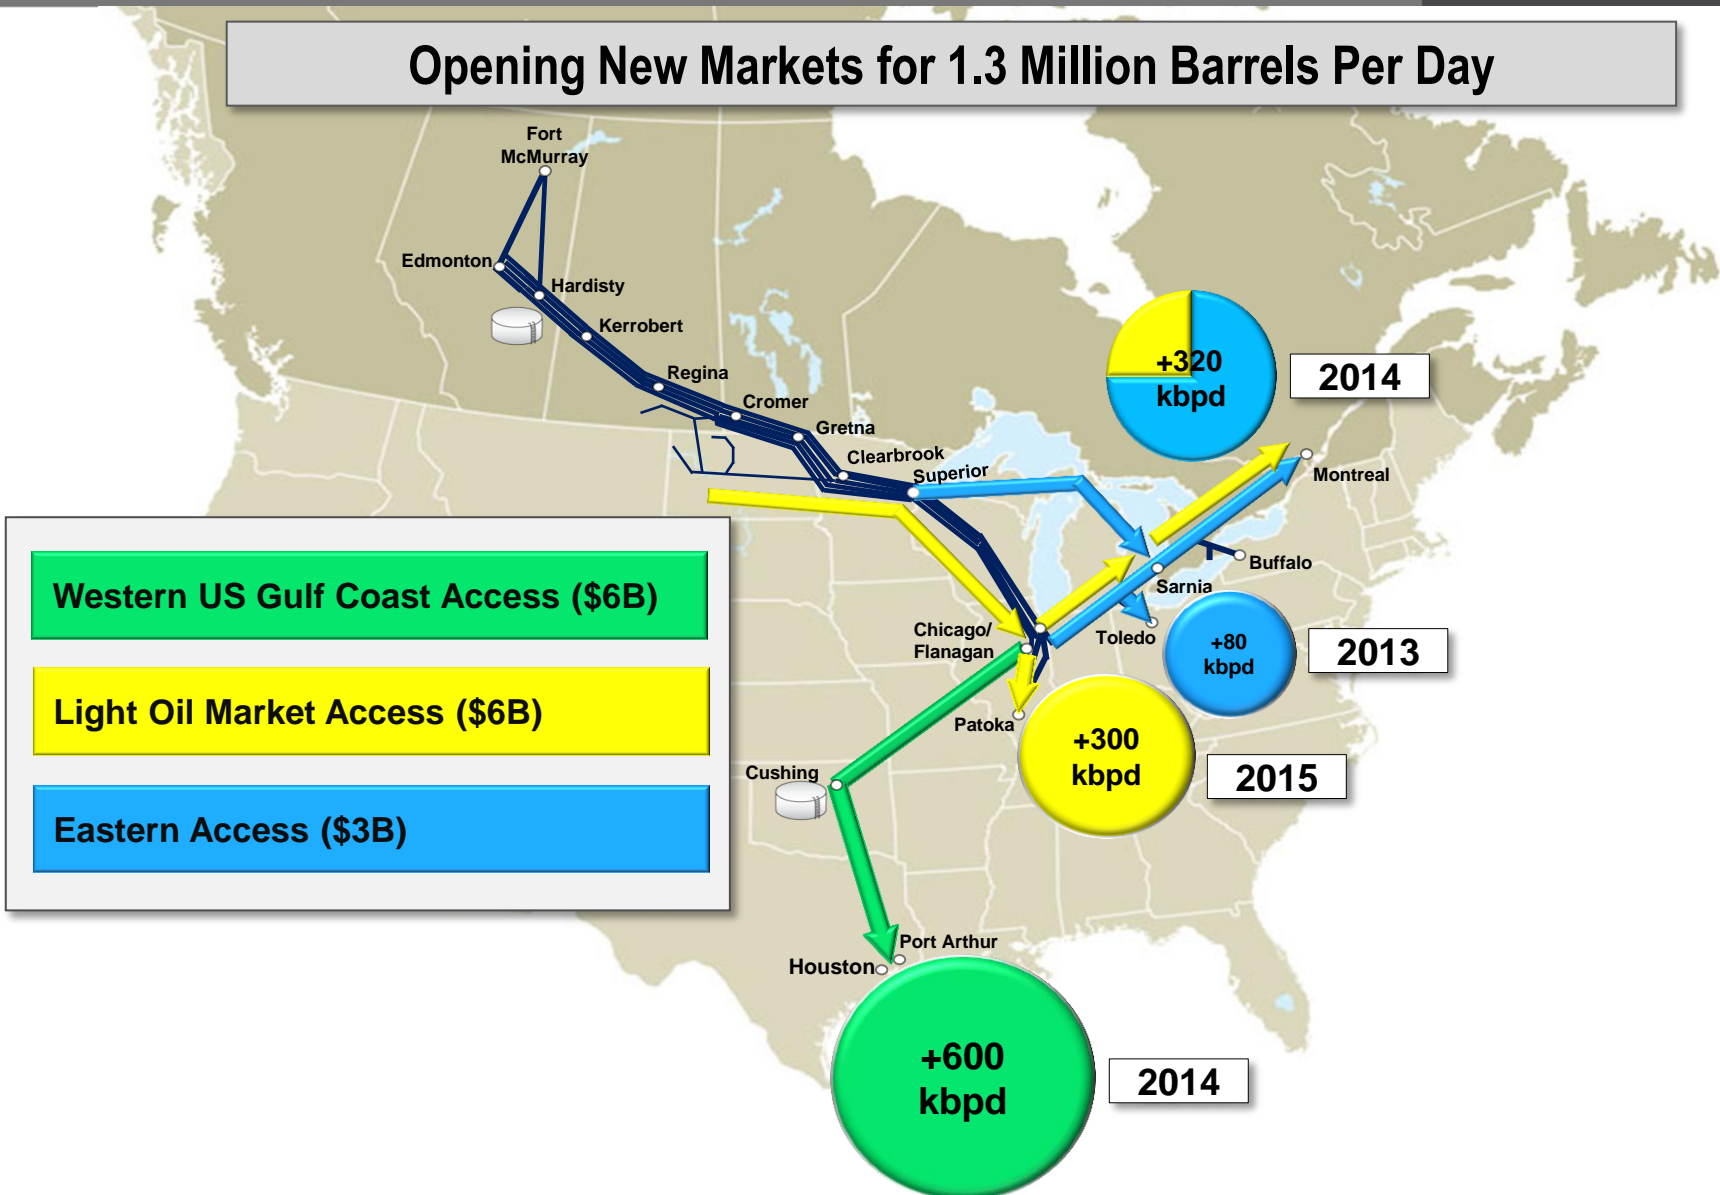 Opening New Markets for 1.3 Million Barrels Per Day
Fort
McMurray
Edmonton
Hardisty
Kerrobert
Regina
Cromer
Gretna
Clearbrook
Superior
+320
kbpd
2014
Montreal
Buffalo
Sarnia
Toledo
+80
kbpd
2013
Chicago/
Flanagan
Patoka
+300
kbpd
2015
Western US Gulf Coast Access ($6B)
Light Oil Market Access ($6B)
Eastern Access ($3B)
Cushing
Port Arthur
Houston
+600
kbpd
2014